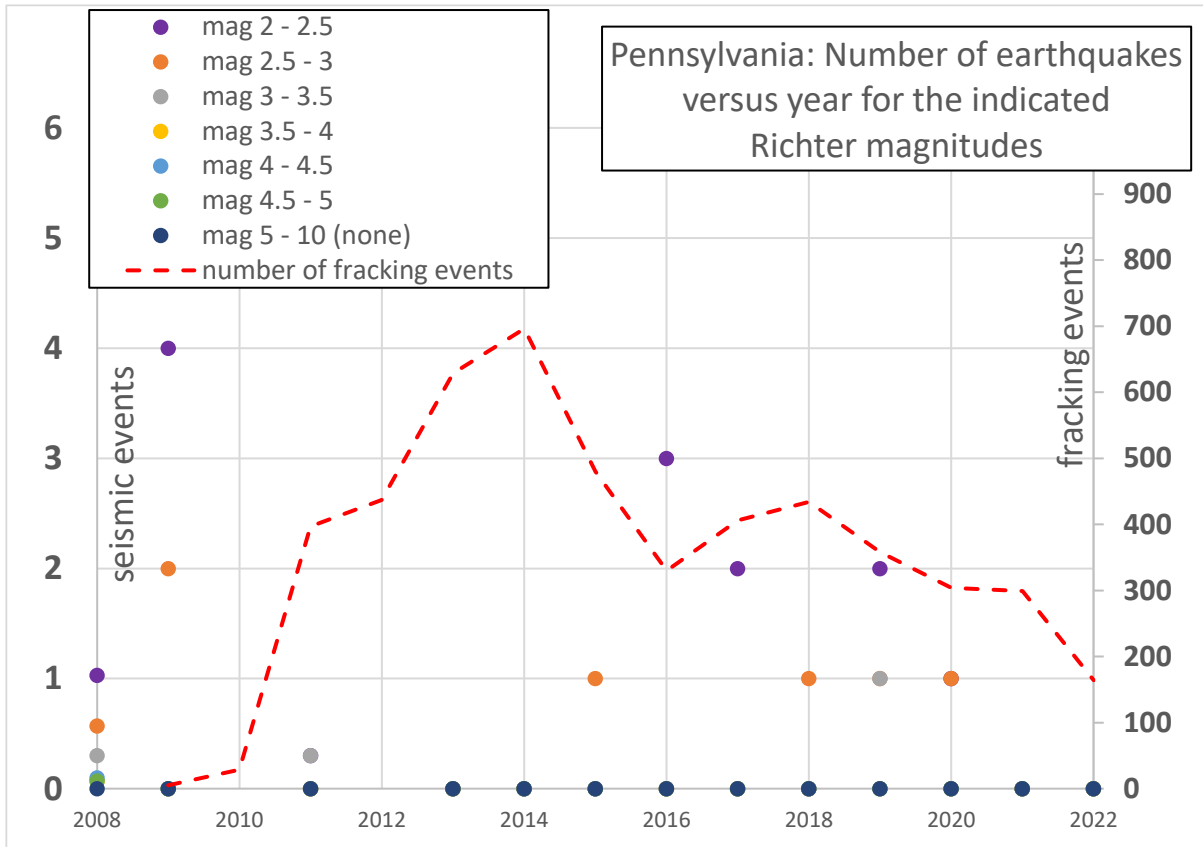 mag 2 - 2.5
mag 2.5 - 3
mag 3 - 3.5
mag 3.5 - 4
mag 4 - 4.5
mag 4.5 - 5
mag 5 - 10 (none)
number of fracking events
Pennsylvania: Number of earthquakes
versus year for the indicated
Richter magnitudes
6
5
4
3
2
1
0
seismic events
900
800
700
600
500
400
300
200
100
0
fracking events
2008
2010
2012
2014
2016
2018
2020
2022